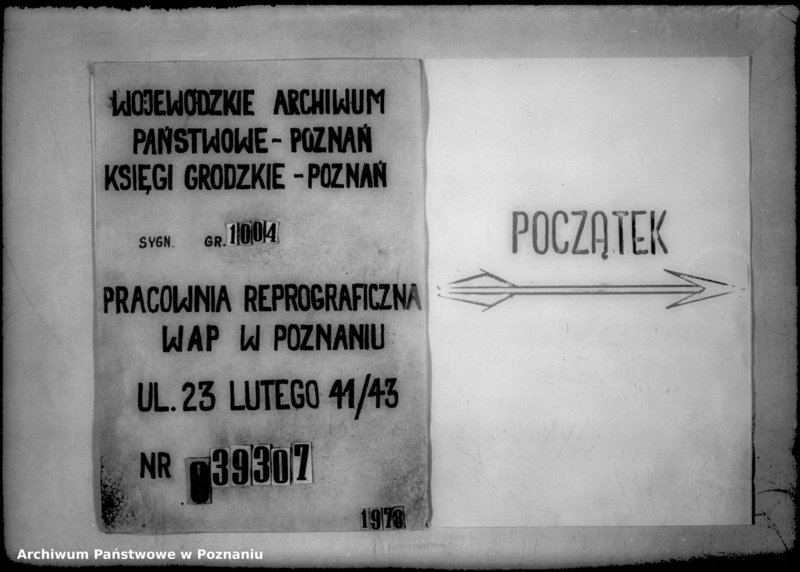 WOJEWÓDZKIE ARCHIWUM
PAŃSTWOWE - POZNAŃ
KSIĘGI GRODZKIE - POZNAŃ
SYGN. GR. 1004
PRACOWNIA REPROGRAFICZNA
WAP W POZNANIU
UL. 23 LUTEGO 41/43
NR 039307
1978
POCZĄTEK
Archiwum Państwowe w Poznaniu